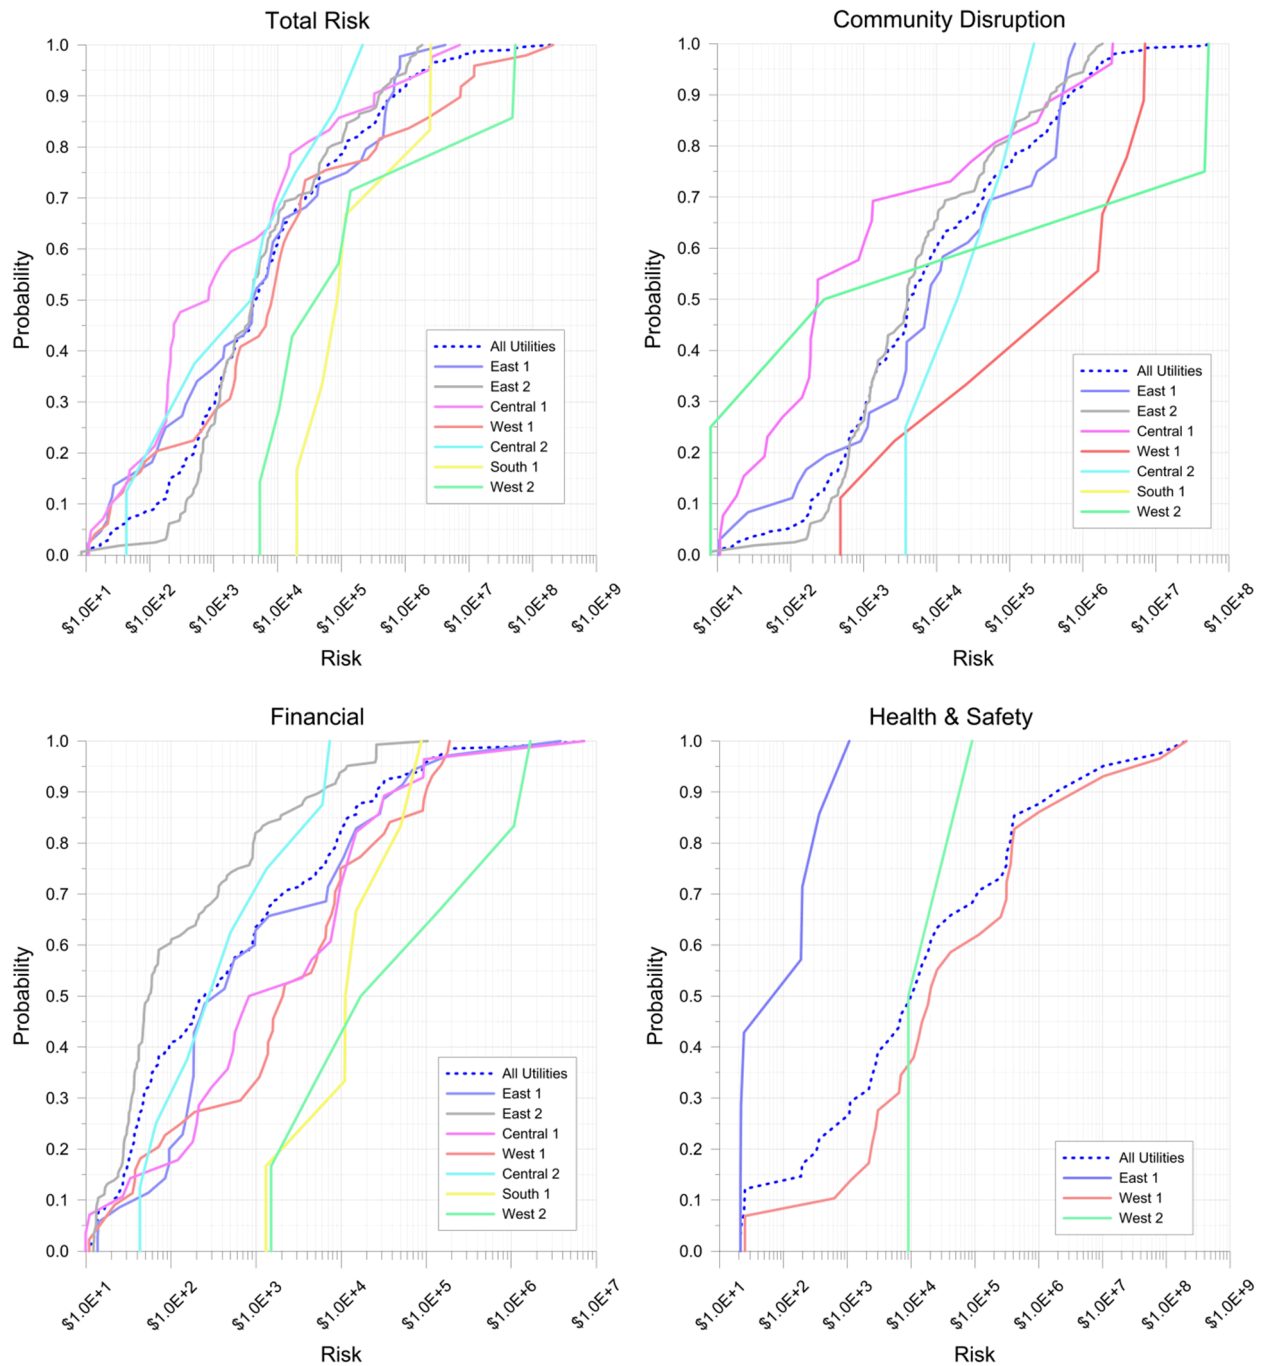 Total Risk
Probability
1.0
0.9
0.8
0.7
0.6
0.5
0.4
0.3
0.2
0.1
0.0
All Utilities
East 1
East 2
Central 1
West 1
Central 2
South 1
West 2
$1.0E+1
$1.0E+2
$1.0E+3
$1.0E+4
$1.0E+5
$1.0E+6
$1.0E+7
$1.0E+8
$1.0E+9
Risk
Community Disruption
Probability
1.0
0.9
0.8
0.7
0.6
0.5
0.4
0.3
0.2
0.1
0.0
All Utilities
East 1
East 2
Central 1
West 1
Central 2
South 1
West 2
$1.0E+1
$1.0E+2
$1.0E+3
$1.0E+4
$1.0E+5
$1.0E+6
$1.0E+7
$1.0E+8
Risk
Financial
Probability
1.0
0.9
0.8
0.7
0.6
0.5
0.4
0.3
0.2
0.1
0.0
All Utilities
East 1
East 2
Central 1
West 1
Central 2
South 1
West 2
$1.0E+1
$1.0E+2
$1.0E+3
$1.0E+4
$1.0E+5
$1.0E+6
$1.0E+7
Risk
Health & Safety
Probability
1.0
0.9
0.8
0.7
0.6
0.5
0.4
0.3
0.2
0.1
0.0
All Utilities
East 1
West 1
West 2
$1.0E+1
$1.0E+2
$1.0E+3
$1.0E+4
$1.0E+5
$1.0E+6
$1.0E+7
$1.0E+8
$1.0E+9
Risk